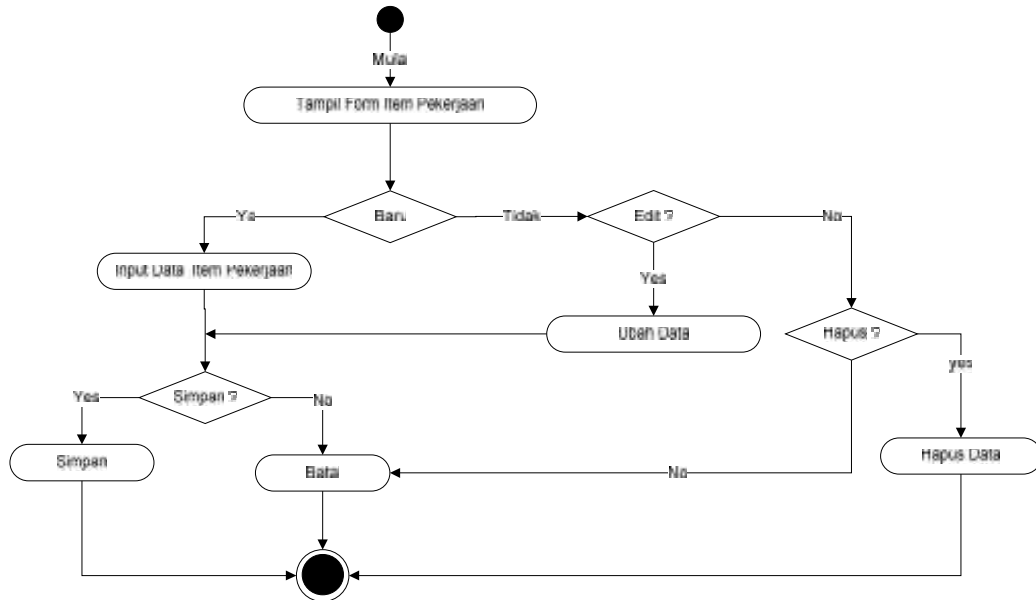 Mulai
Tampil Form Item Pekerjaan
Ya
Baru
Tidak
Edit ?
No
Input Data Item Pekerjaan
Yes
Ubah Data
Hapus ?
yes
Yes
Simpan ?
No
Simpan
Batal
No
Hapus Data